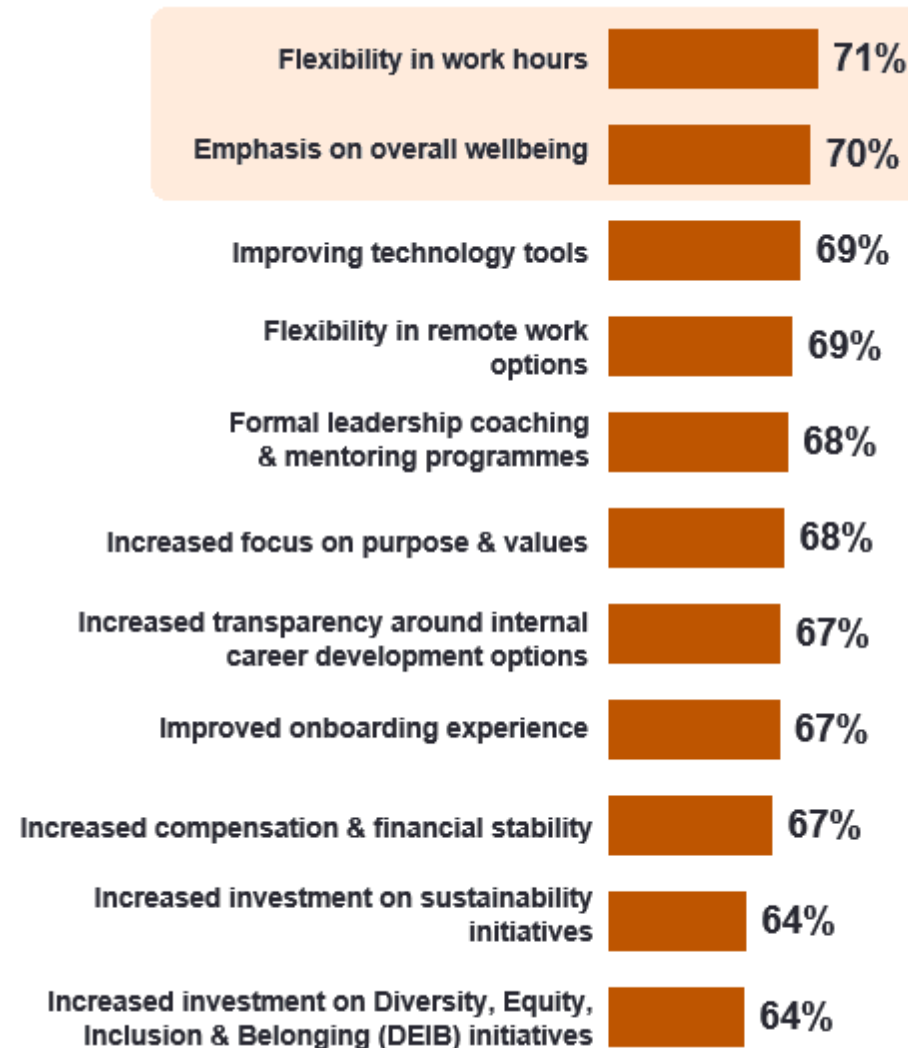 Flexibility in work hours 71%
Emphasis on overall wellbeing 70%
Improving technology tools 69%
Flexibility in remote work
options 69%
Formal leadership coaching
& mentoring programmes 68%
Increased focus on purpose & values 68%
Increased transparency around internal
career development options 67%
Improved onboarding experience 67%
Increased compensation & financial stability 67%
Increased investment on sustainability
initiatives 64%
Increased investment on Diversity, Equity,
Inclusion & Belonging (DEIB) initiatives 64%